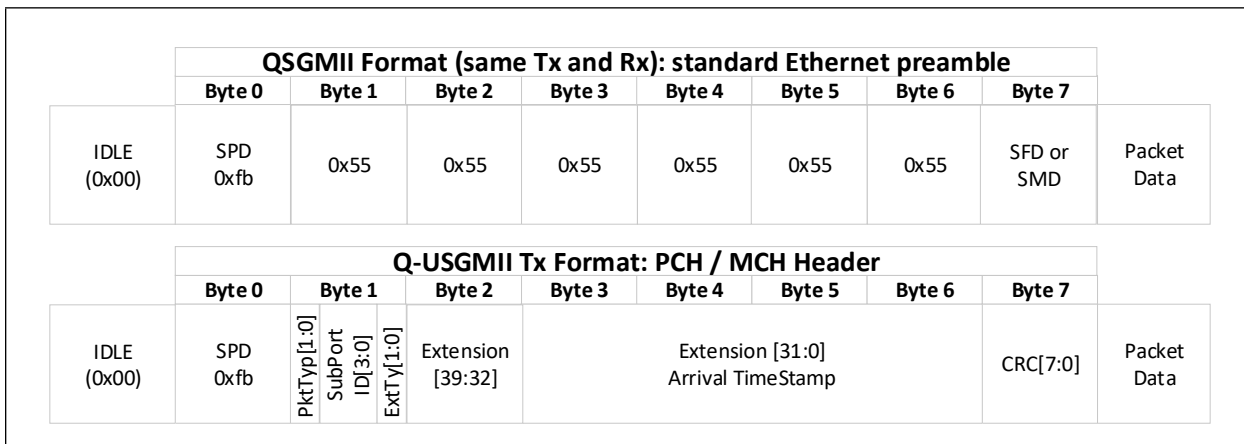 QSGMII Format (same Tx and Rx): standard Ethernet preamble
Byte 0 Byte 1 Byte 2 Byte 3 Byte 4 Byte 5 Byte 6 Byte 7
IDLE
(0x00)
SPD
0xfb
0x55
0x55
0x55
0x55
0x55
0x55
SFD or
SMD
Packet
Data
Q-USGMII Tx Format: PCH / MCH Header
Byte 0 Byte 1 Byte 2 Byte 3 Byte 4 Byte 5 Byte 6 Byte 7
IDLE
(0x00)
SPD
0xfb
PktTyp[1:0]
SubPort
ID[3:0]
ExtTy[1:0]
Extension
[39:32]
Extension [31:0]
Arrival TimeStamp
CRC[7:0]
Packet
Data